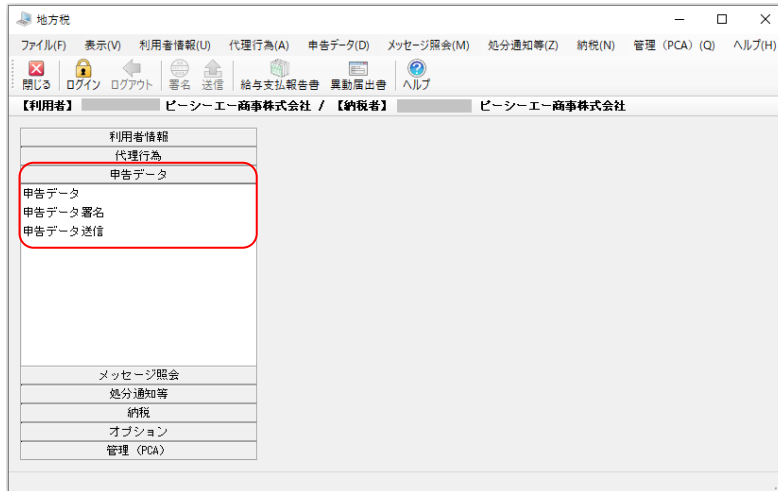 地方税
ファイル(F) 表示(V) 利用者情報(U) 代理行為(A) 申告データ(D) メッセージ照会(M) 処分通知等(Z) 納税(N) 管理（PCA）(Q) ヘルプ(H)
閉じる ログイン ログアウト 署名 送信 給与支払報告書 異動届出書 ヘルプ
【利用者】 ピーシーエー商事株式会社 / 【納税者】 ピーシーエー商事株式会社
利用者情報
代理行為
申告データ
申告データ
申告データ署名
申告データ送信
メッセージ照会
処分通知等
納税
オプション
管理（PCA）